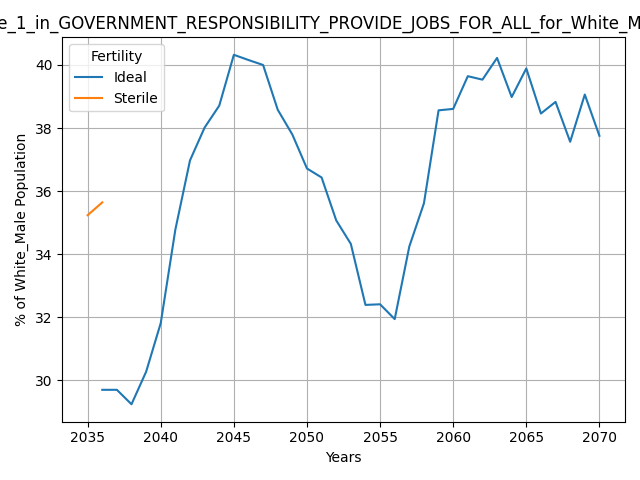 e_1_in_GOVERNMENT_RESPONSIBILITY_PROVIDE_JOBS_FOR_ALL_for_White_M
Fertility
Ideal
Sterile
% of White_Male Population
40
38
36
34
32
30
2035 2040 2045 2050 2055 2060 2065 2070
Years